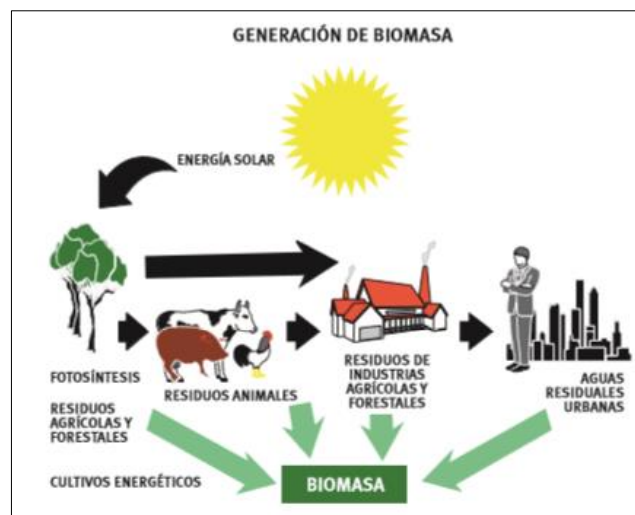 GENERACIÓN DE BIOMASA
ENERGÍA SOLAR
FOTOSÍNTESIS
RESIDUOS
AGRÍCOLAS Y
FORESTALES
CULTIVOS ENERGÉTICOS
RESIDUOS ANIMALES
RESIDUOS DE
INDUSTRIAS
AGRÍCOLAS Y
FORESTALES
AGUAS
RESIDUALES
URBANAS
BIOMASA